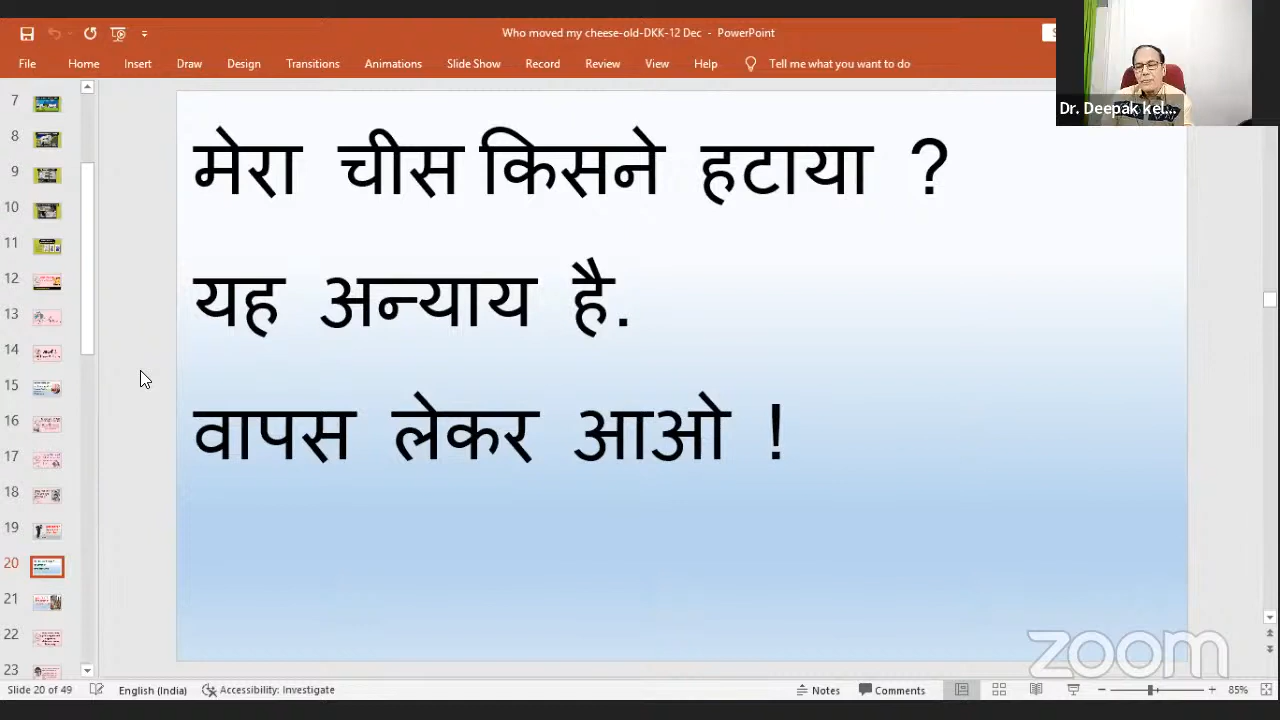 Who moved my cheese-old-DKK-12 Dec - PowerPoint
File Home Insert Draw Design Transitions Animations Slide Show Record Review View Help Tell me what you want to do
Dr. Deepak kel...
7
8
9
10
11
12
13
14
15
16
17
18
19
20
21
22
23
मेरा चीस किसने हटाया ?
यह अन्याय है.
वापस लेकर आओ !
zoom
Slide 20 of 49 English (India) Accessibility: Investigate Notes Comments 85%